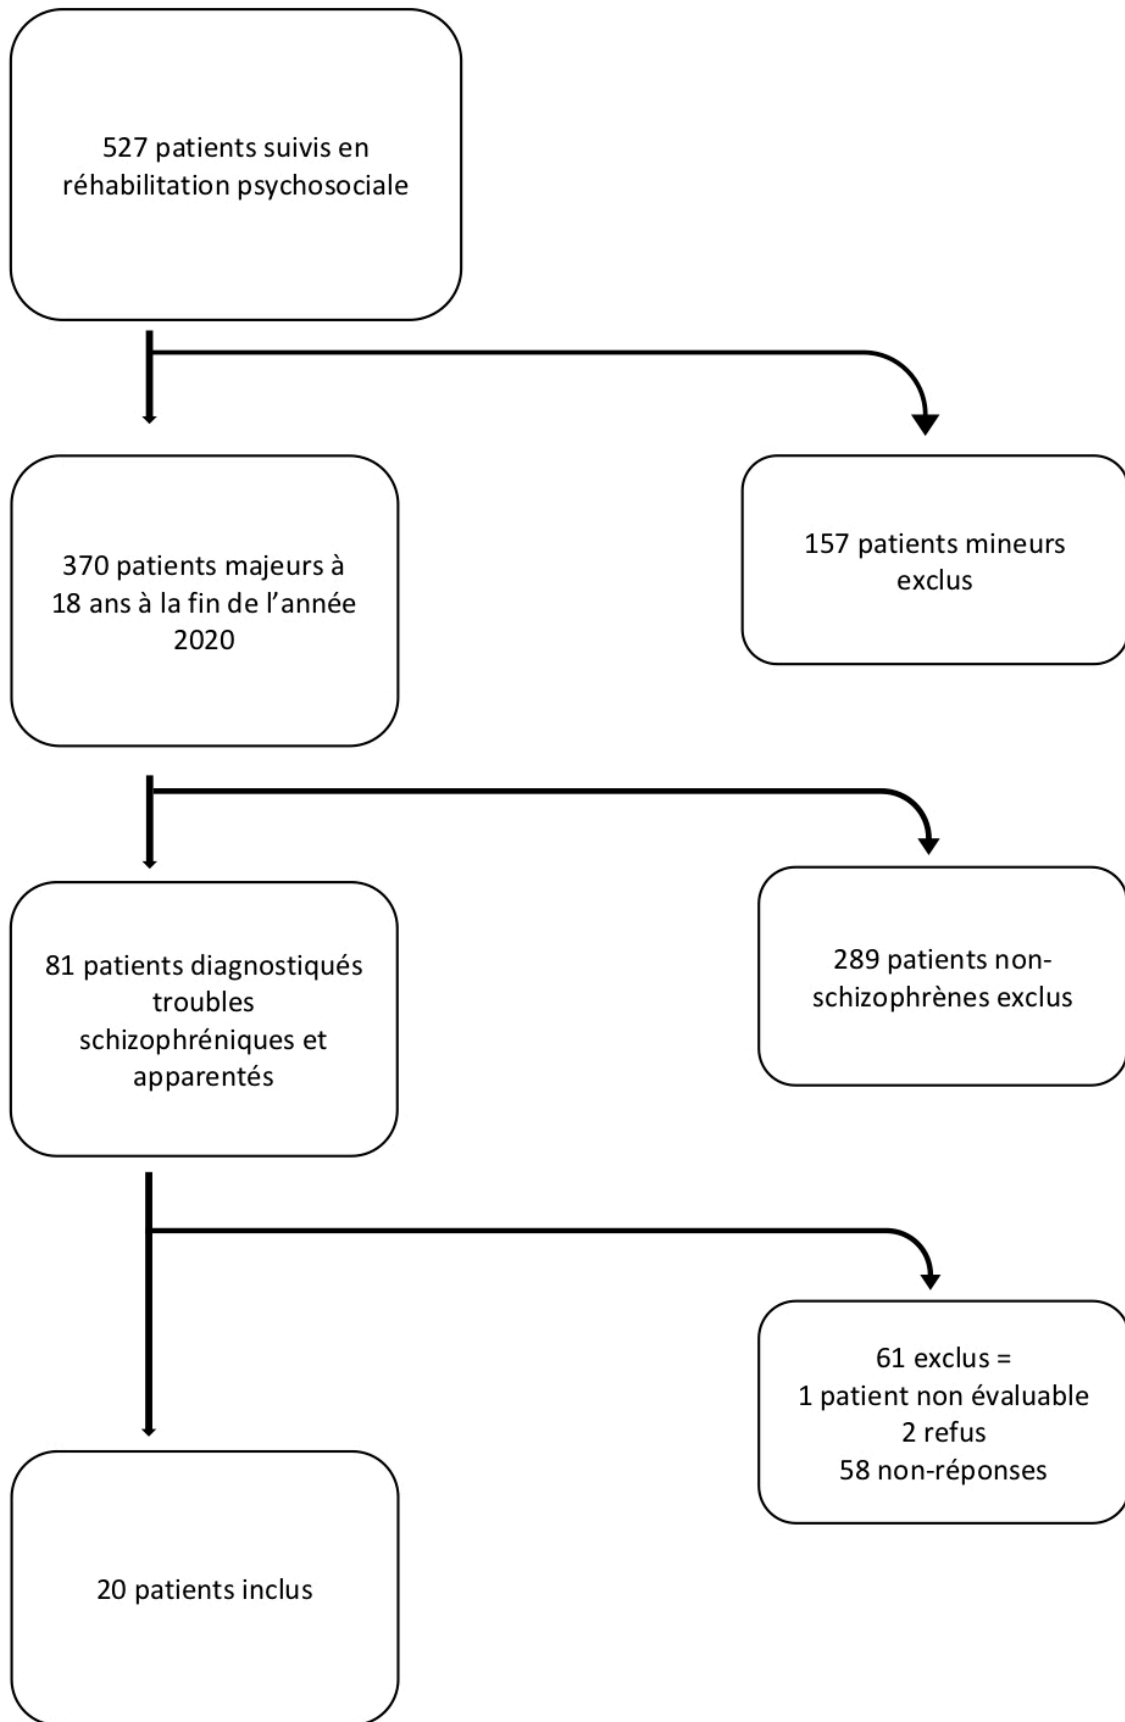 527 patients suivis en
réhabilitation psychosociale
370 patients majeurs à
18 ans à la fin de l’année
2020
157 patients mineurs
exclus
81 patients diagnostiqués
troubles
schizophréniques et
apparentés
289 patients non-
schizophrènes exclus
61 exclus =
1 patient non évaluable
2 refus
58 non-réponses
20 patients inclus